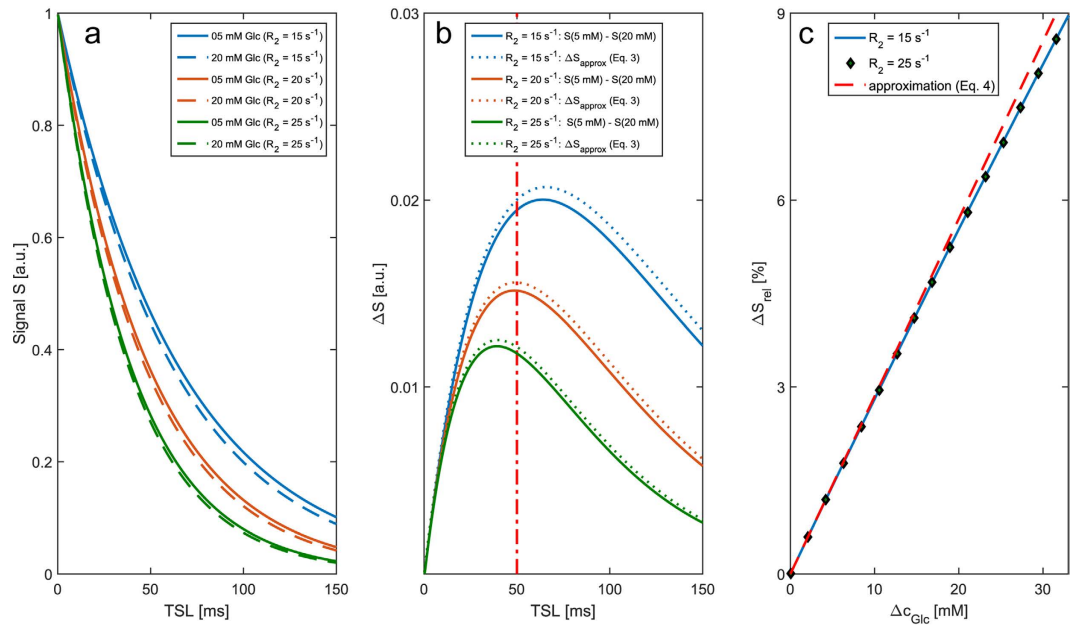 a
05 mM Glc (R₂ = 15 s⁻¹)
20 mM Glc (R₂ = 15 s⁻¹)
05 mM Glc (R₂ = 20 s⁻¹)
20 mM Glc (R₂ = 20 s⁻¹)
05 mM Glc (R₂ = 25 s⁻¹)
20 mM Glc (R₂ = 25 s⁻¹)
1
0.8
0.6
0.4
0.2
0
Signal S [a.u.]
0
50
100
150
TSL [ms]
b
R₂ = 15 s⁻¹: S(5 mM) - S(20 mM)
R₂ = 15 s⁻¹: ΔSapprox (Eq. 3)
R₂ = 20 s⁻¹: S(5 mM) - S(20 mM)
R₂ = 20 s⁻¹: ΔSapprox (Eq. 3)
R₂ = 25 s⁻¹: S(5 mM) - S(20 mM)
R₂ = 25 s⁻¹: ΔSapprox (Eq. 3)
0.03
0.02
0.01
ΔS [a.u.]
0
50
100
150
TSL [ms]
c
R₂ = 15 s⁻¹
R₂ = 25 s⁻¹
approximation (Eq. 4)
9
6
3
0
ΔSrel [%]
0
10
20
30
ΔcGlc [mM]